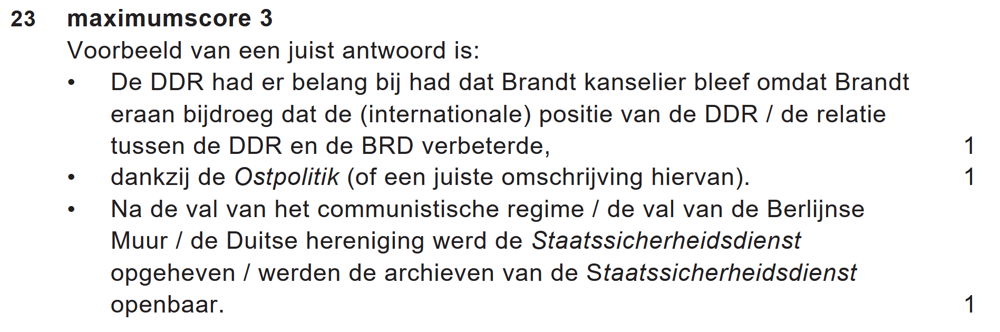 23 maximumscore 3
Voorbeeld van een juist antwoord is:
• De DDR had er belang bij had dat Brandt kanselier bleef omdat Brandt
eraan bijdroeg dat de (internationale) positie van de DDR / de relatie
tussen de DDR en de BRD verbeterde, 1
• dankzij de Ostpolitik (of een juiste omschrijving hiervan). 1
• Na de val van het communistische regime / de val van de Berlijnse
Muur / de Duitse hereniging werd de Staatssicherheidsdienst
opgeheven / werden de archieven van de Staatssicherheidsdienst
openbaar. 1